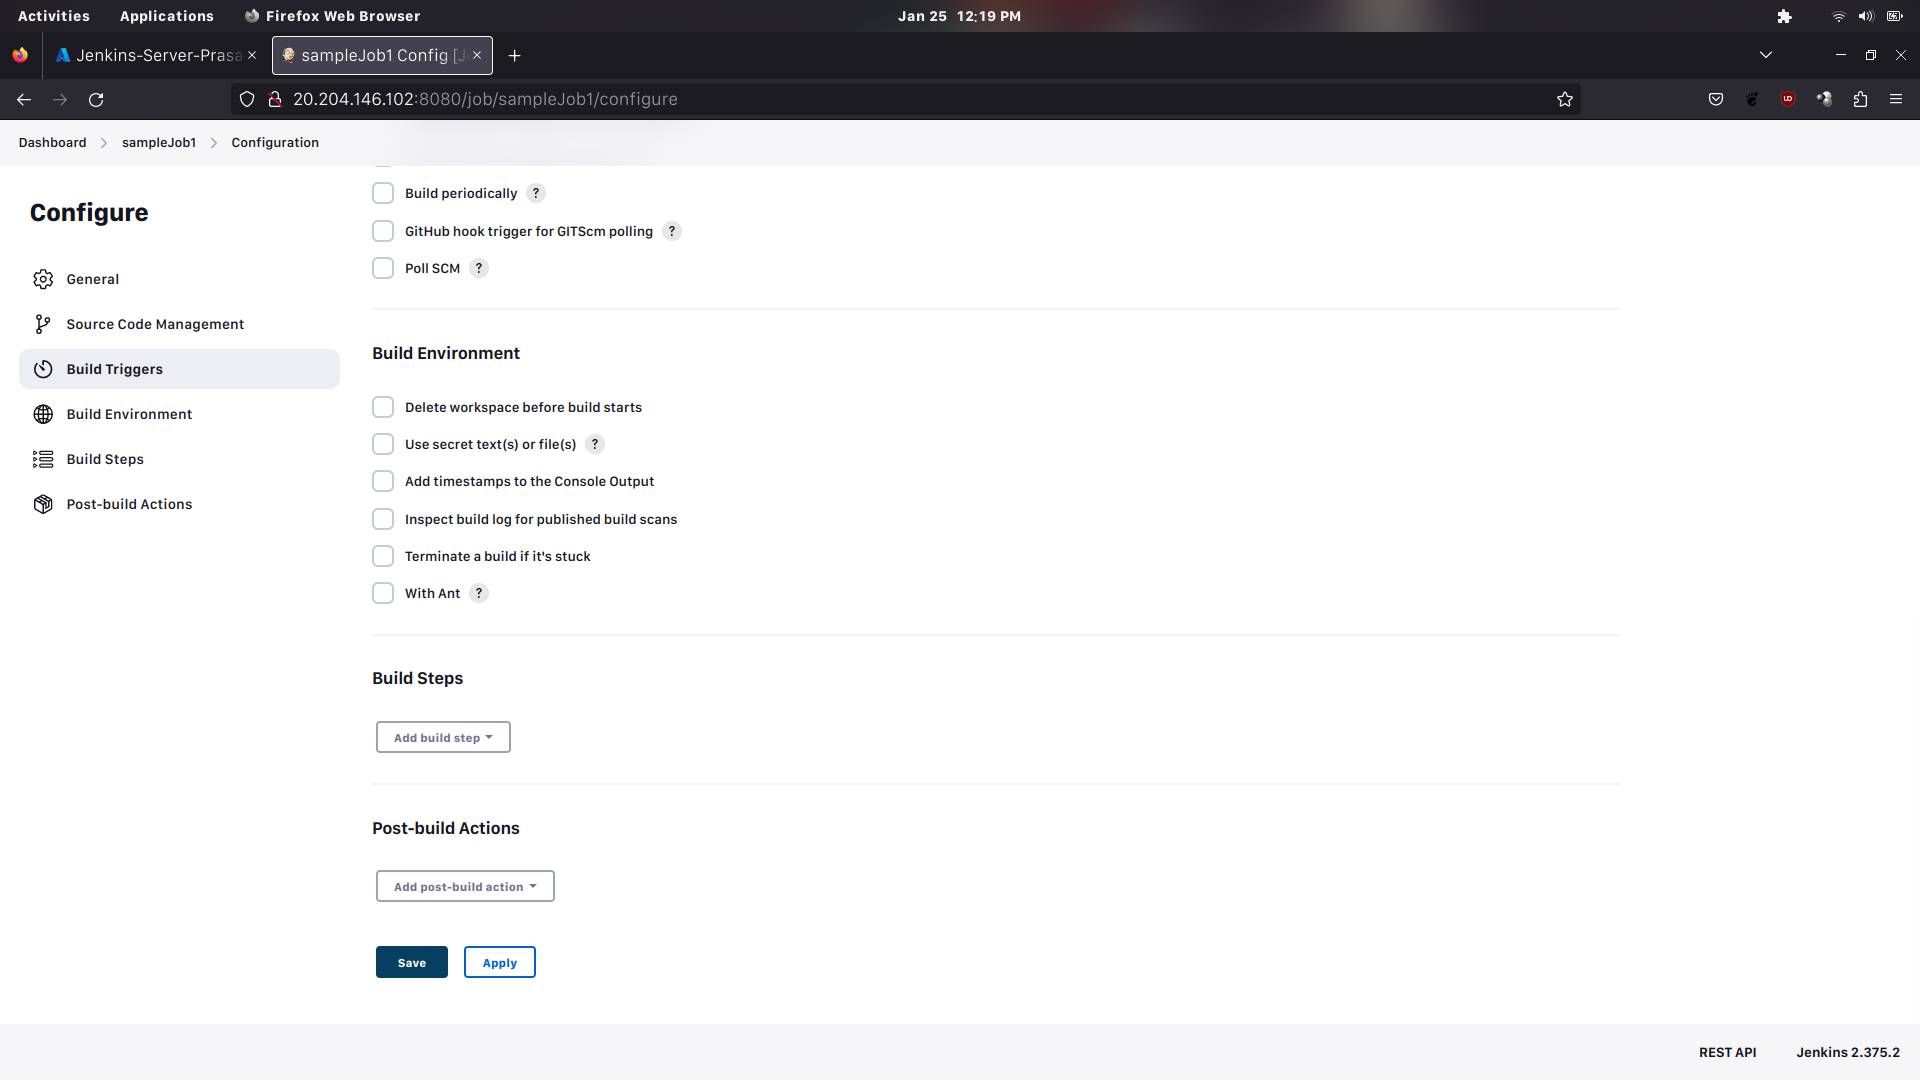 Activities Applications Firefox Web Browser Jan 25 12:19 PM
Jenkins-Server-Prasa sampleJob1 Config [J
20.204.146.102:8080/job/sampleJob1/configure
Dashboard sampleJob1 Configuration
Configure
General
Source Code Management
Build Triggers
Build Environment
Build Steps
Post-build Actions
Build periodically ?
GitHub hook trigger for GITScm polling ?
Poll SCM ?
Build Environment
Delete workspace before build starts
Use secret text(s) or file(s) ?
Add timestamps to the Console Output
Inspect build log for published build scans
Terminate a build if it's stuck
With Ant ?
Build Steps
Add build step
Post-build Actions
Add post-build action
Save Apply
REST API Jenkins 2.375.2